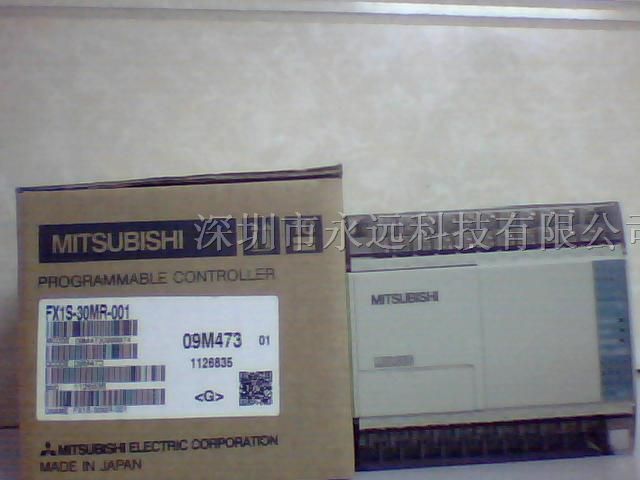 深圳市永远科技有限公司
MITSUBISHI
PROGRAMMABLE CONTROLLER
FX1S-30MR-001
09M473 01
1126835
<G>
MITSUBISHI ELECTRIC CORPORATION
MADE IN JAPAN
MITSUBISHI